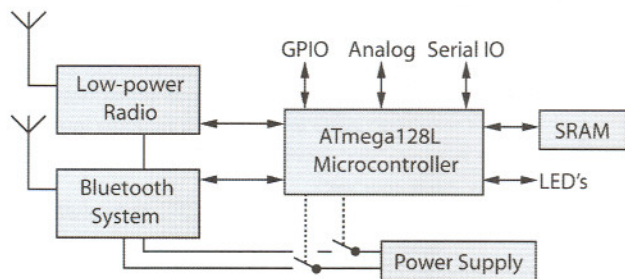 GPIO Analog Serial IO
Low-power
Radio
ATmega128L
Microcontroller
SRAM
Bluetooth
System
LED's
Power Supply